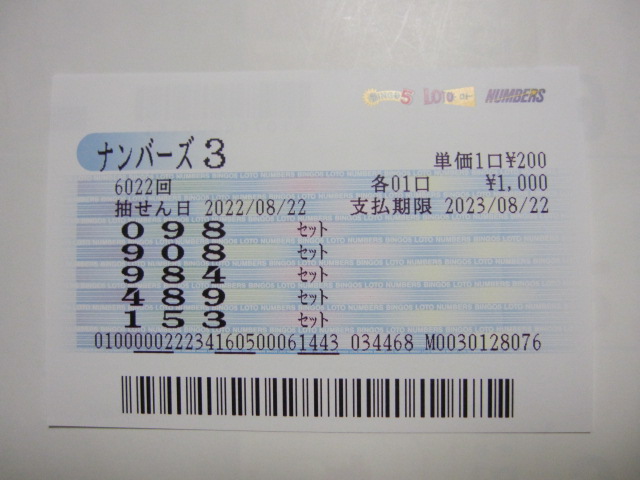 LOTO NUMBERS
ナンバーズ3 単価1口¥200
6022回 各01口 ¥1,000
抽せん日 2022/08/22 支払期限 2023/08/22
098 セット
908 セット
984 セット
489 セット
153 セット
010000022234160500061443 034468 M0030128076